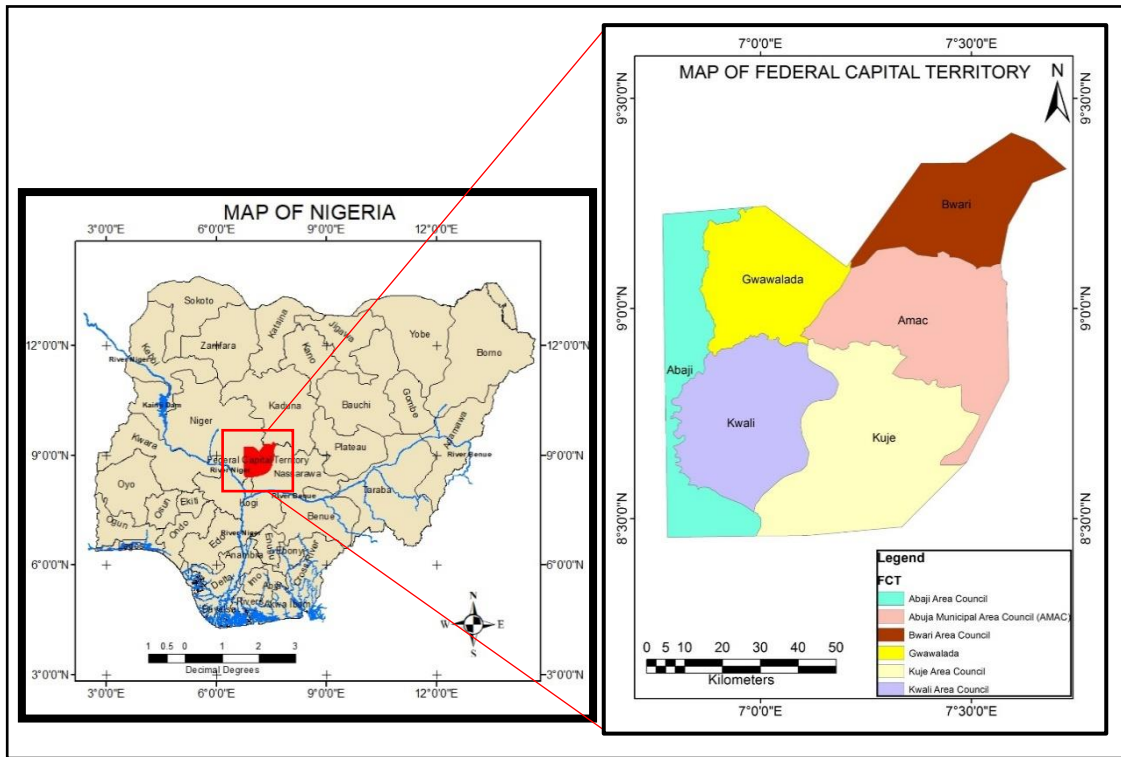 MAP OF NIGERIA
3°0'0"E 6°0'0"E 9°0'0"E 12°0'0"E
12°0'0"N
9°0'0"N
6°0'0"N
3°0'0"N
12°0'0"N
9°0'0"N
6°0'0"N
3°0'0"N
Sokoto
Katsina
Jigawa
Yobe
Borno
Zamfara
Kano
Kebbi
River Niger
Kainji Dam
Kaduna
Bauchi
Gombe
Adamawa
Niger
Kwara
Plateau
River Benue
Federal Capital Territory
River Niger
Nassarawa
Oyo
River Benue
Taraba
Kogi
Ekiti
Osun
Benue
Ogun
Ondo
River Niger
Edo
Enugu
Ebonyi
Cross River
Anambra
Delta
Imo
Abia
Rivers
Akwa Ibom
N
W E
S
1 0.5 0 1 2 3
Decimal Degrees
3°0'0"E 6°0'0"E 9°0'0"E 12°0'0"E
7°0'0"E 7°30'0"E
MAP OF FEDERAL CAPITAL TERRITORY
N
9°30'0"N
9°0'0"N
8°30'0"N
9°30'0"N
9°0'0"N
8°30'0"N
Bwari
Gwawalada
Amac
Abaji
Kwali
Kuje
Legend
FCT
Abaji Area Council
Abuja Municipal Area Council (AMAC)
Bwari Area Council
Gwawalada
Kuje Area Council
Kwali Area Council
0 5 10 20 30 40 50
Kilometers
7°0'0"E 7°30'0"E